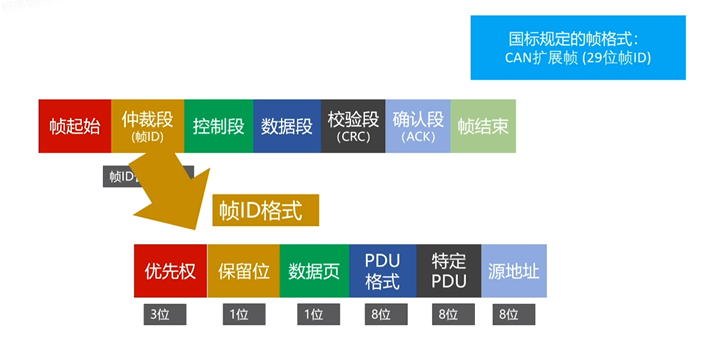 国标规定的帧格式：
CAN扩展帧 (29位帧ID)
帧起始
仲裁段
(帧ID)
控制段
数据段
校验段
(CRC)
确认段
(ACK)
帧结束
帧ID
帧ID格式
优先权
保留位
数据页
PDU
格式
特定
PDU
源地址
3位
1位
1位
8位
8位
8位